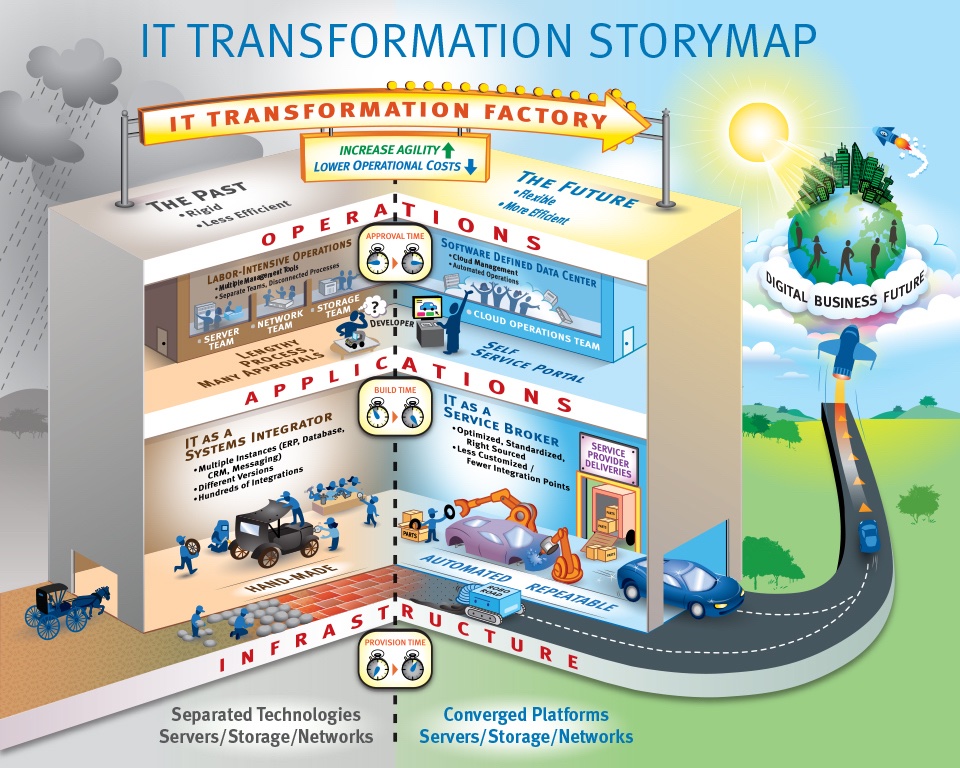 IT TRANSFORMATION STORYMAP
IT TRANSFORMATION FACTORY
INCREASE AGILITY
LOWER OPERATIONAL COSTS
THE PAST
• Rigid
• Less Efficient
THE FUTURE
• Flexible
• More Efficient
OPERATIONS
APPROVAL TIME
LABOR-INTENSIVE OPERATIONS
• Multiple Management Tools
• Separate Teams, Disconnected Processes
• SERVER TEAM
• NETWORK TEAM
• STORAGE TEAM
?
DEVELOPER
LENGTHY
PROCESS
MANY APPROVALS
SOFTWARE DEFINED DATA CENTER
• Cloud Management
• Automated Operations
• CLOUD OPERATIONS TEAM
SELF
SERVICE PORTAL
DIGITAL BUSINESS FUTURE
APPLICATIONS
BUILD TIME
IT AS A
SYSTEMS INTEGRATOR
• Multiple Instances (ERP, Database,
CRM, Messaging)
• Different Versions
• Hundreds of Integrations
HAND-MADE
IT AS A
SERVICE BROKER
• Optimized, Standardized,
Right Sourced
• Less Customized /
Fewer Integration Points
SERVICE
PROVIDER
DELIVERIES
PARTS
PARTS
PARTS
PARTS
AUTOMATED REPEATABLE
ROBO
ROAD
INFRASTRUCTURE
PROVISION TIME
Separated Technologies
Servers/Storage/Networks
Converged Platforms
Servers/Storage/Networks